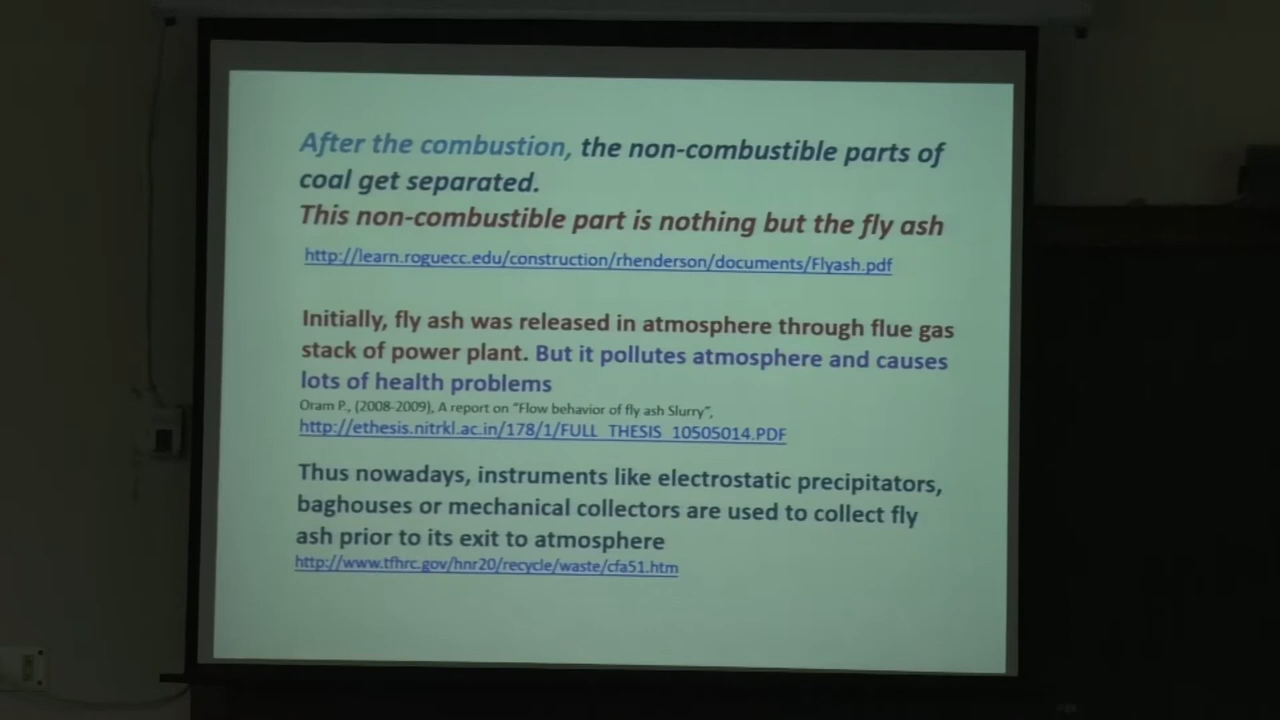 After the combustion, the non-combustible parts of
coal get separated.
This non-combustible part is nothing but the fly ash
http://learn.roguecc.edu/construction/rhenderson/documents/Flyash.pdf
Initially, fly ash was released in atmosphere through flue gas
stack of power plant. But it pollutes atmosphere and causes
lots of health problems
Oram P., (2008-2009), A report on "Flow behavior of fly ash Slurry",
http://ethesis.nitrkl.ac.in/178/1/FULL_THESIS_10505014.PDF
Thus nowadays, instruments like electrostatic precipitators,
baghouses or mechanical collectors are used to collect fly
ash prior to its exit to atmosphere
http://www.tfhrc.gov/hnr20/recycle/waste/cfa51.htm